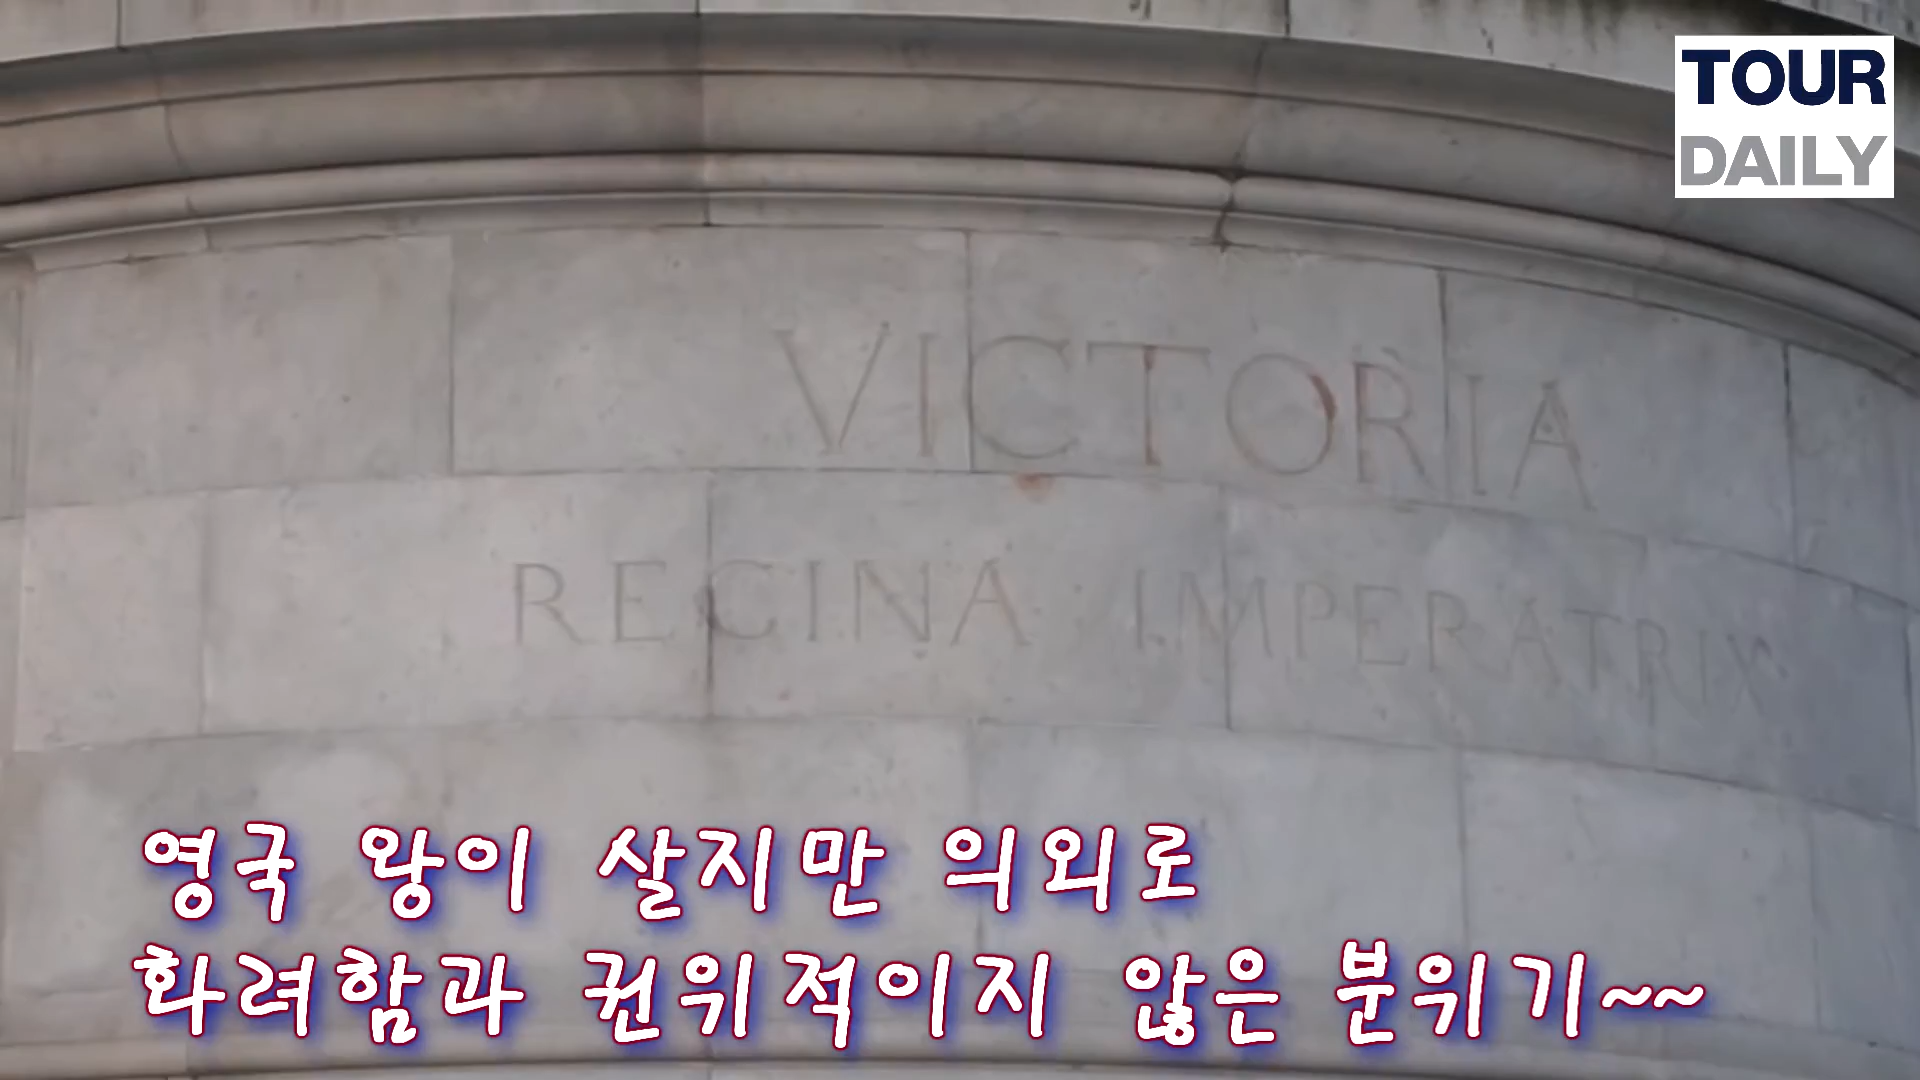 TOUR
DAILY
VICTORIA
REGINA IMPERATRIX
영국 왕이 살지만 의외로
화려함과 권위적이지 않은 분위기~~